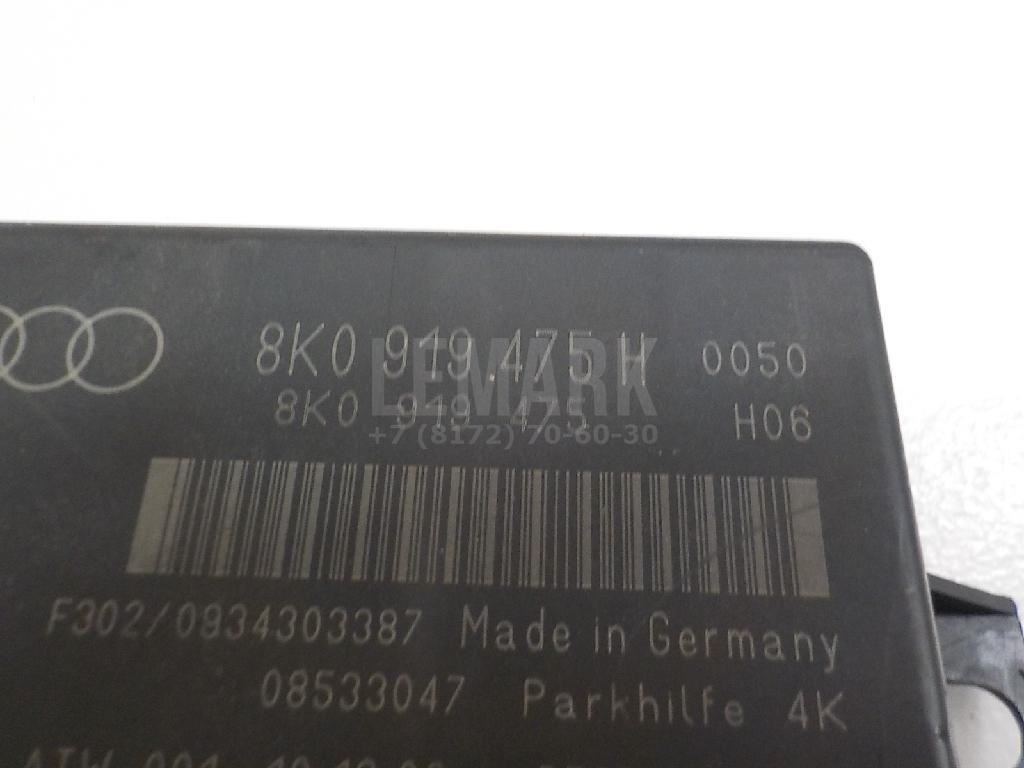 8K0 919 475 H 0050
8K0 919 475 H06
LEMARK
+7 (8172) 70-60-30
F302/0834303387 Made in Germany
08533047 Parkhilfe 4K